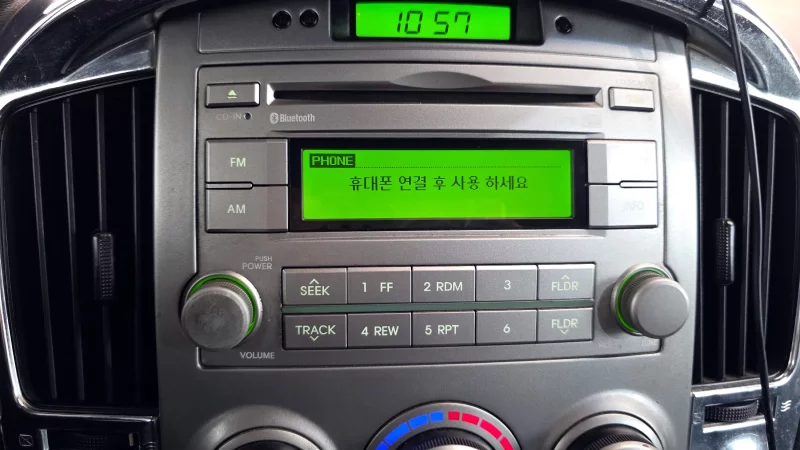 10:57
CD-IN
Bluetooth
FM
AM
PHONE
휴대폰 연결 후 사용 하세요
PUSH
POWER
SEEK
1 FF
2 RDM
3
FLDR
TRACK
4 REW
5 RPT
6
FLDR
VOLUME